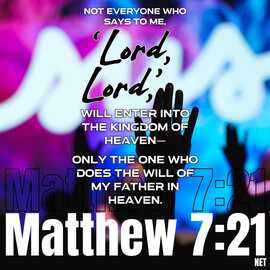 NOT EVERYONE WHO
SAYS TO ME,
‘Lord,
Lord,’
WILL ENTER INTO
THE KINGDOM OF
HEAVEN—
ONLY THE ONE WHO
DOES THE WILL OF
MY FATHER IN
HEAVEN.
Matthew 7:21
Matthew 7:21
NET